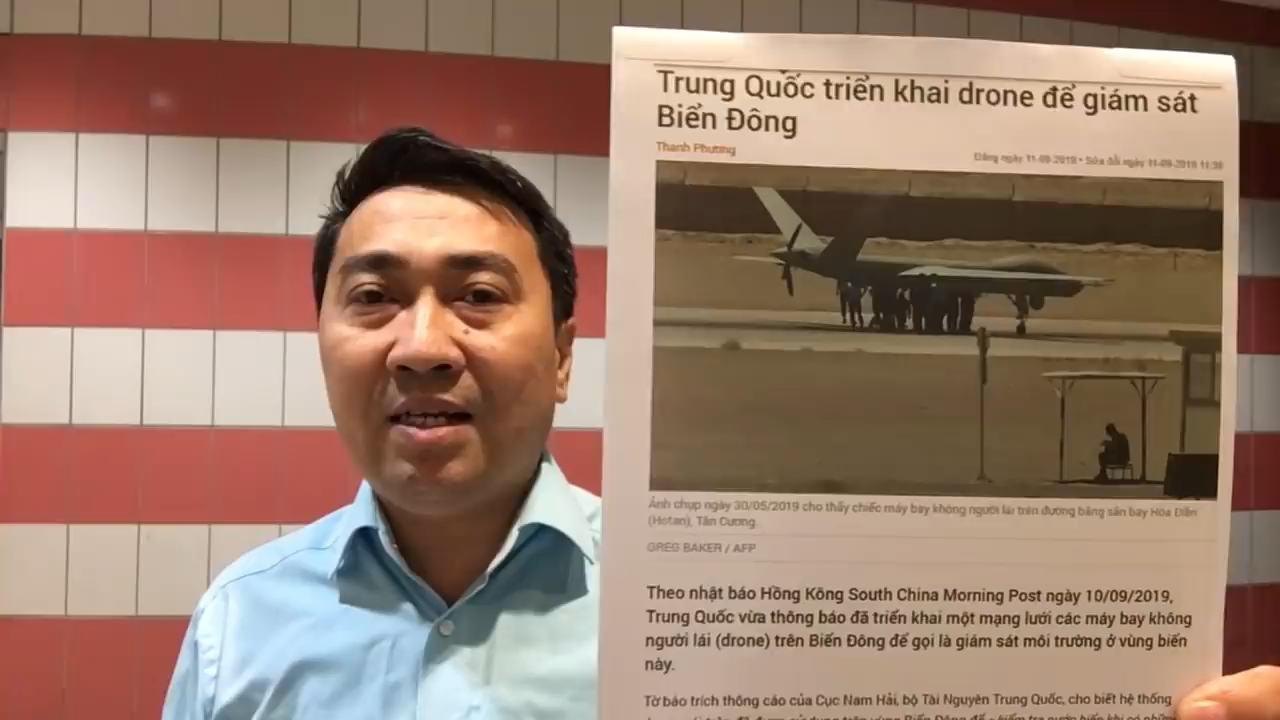 Trung Quốc triển khai drone để giám sát
Biển Đông
Thanh Phương
Đăng ngày 11-09-2019 • Sửa đổi ngày 11-09-2019 11:38
Ảnh chụp ngày 30/05/2019 cho thấy chiếc máy bay không người lái trên đường băng sân bay Hòa Điền
(Hotan), Tân Cương.
GREG BAKER / AFP
Theo nhật báo Hồng Kông South China Morning Post ngày 10/09/2019,
Trung Quốc vừa thông báo đã triển khai một mạng lưới các máy bay không
người lái (drone) trên Biển Đông để gọi là giám sát môi trường ở vùng biển
này.
Tờ báo trích thông cáo của Cục Nam Hải, bộ Tài Nguyên Trung Quốc, cho biết hệ thống